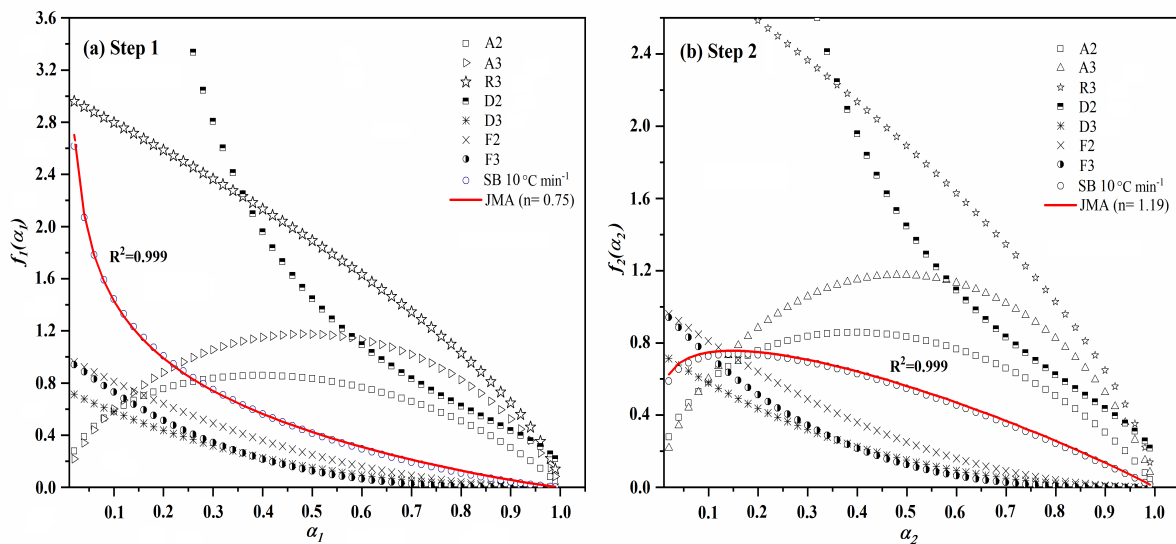 (a) Step 1
A2
A3
R3
D2
D3
F2
F3
SB 10 °C min⁻¹
JMA (n= 0.75)
R²=0.999
3.6
3.2
2.8
2.4
2.0
1.6
1.2
0.8
0.4
0.0
f₁(α₁)
0.1 0.2 0.3 0.4 0.5 0.6 0.7 0.8 0.9 1.0
α₁
(b) Step 2
A2
A3
R3
D2
D3
F2
F3
SB 10 °C min⁻¹
JMA (n= 1.19)
R²=0.999
2.4
2.0
1.6
1.2
0.8
0.4
0.0
f₂(α₂)
0.1 0.2 0.3 0.4 0.5 0.6 0.7 0.8 0.9 1.0
α₂